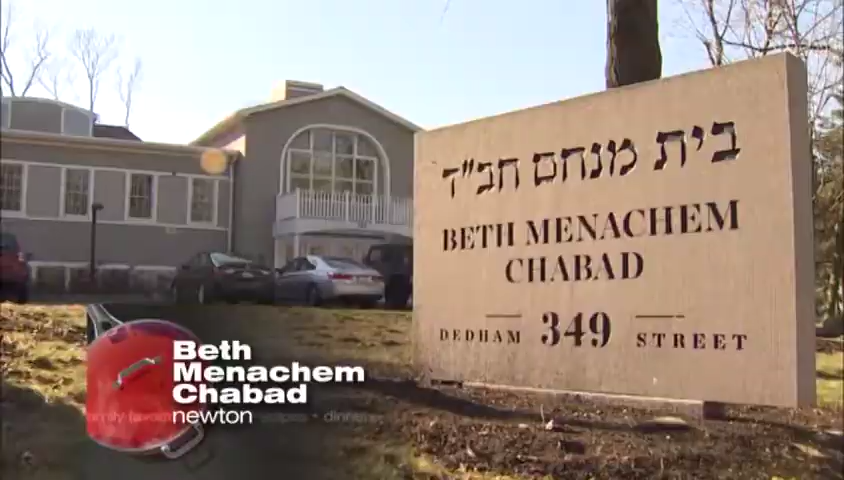 בית מנחם חב"ד
BETH MENACHEM
CHABAD
DEDHAM 349 STREET
Beth
Menachem
Chabad
newton